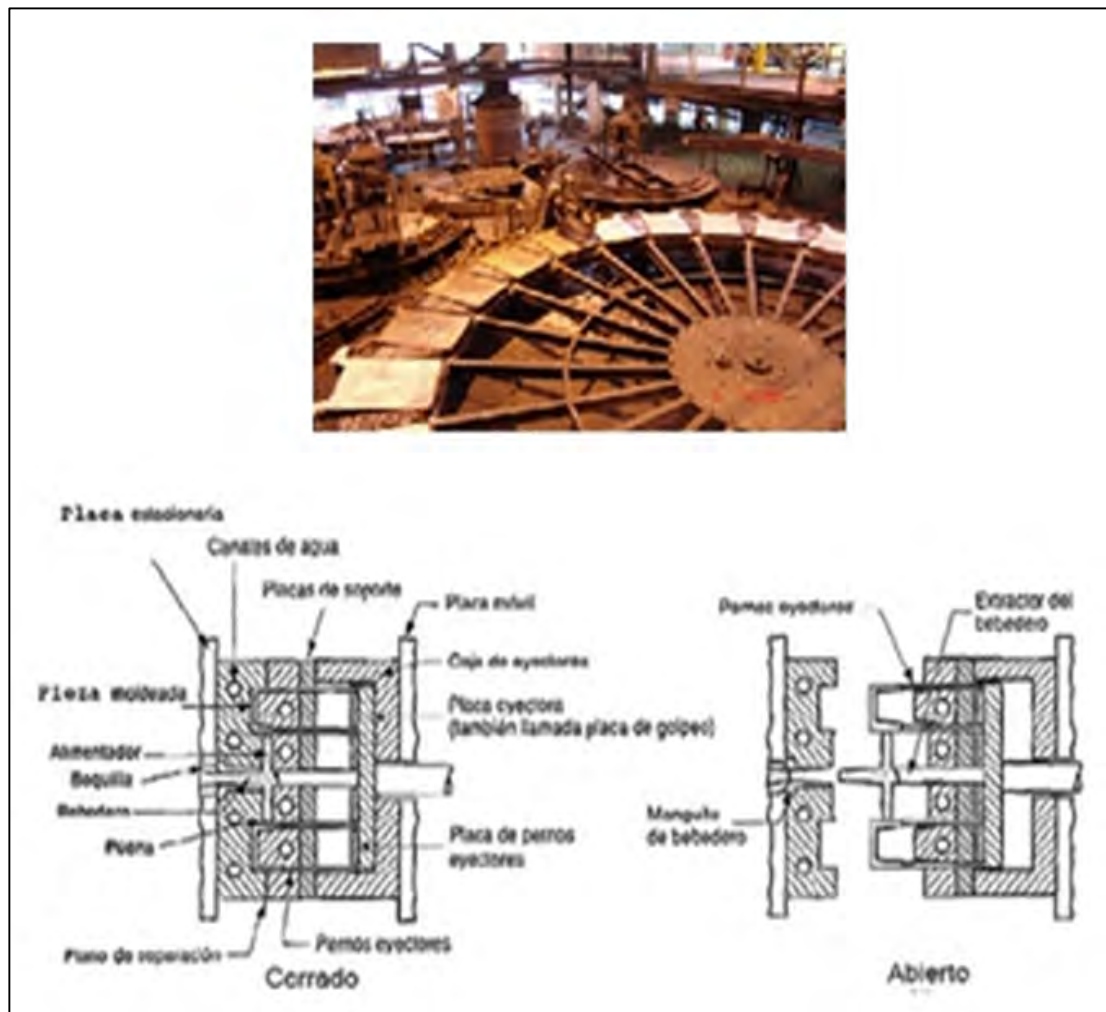 Placa estacionaria
Canales de agua
Placas de soporte
Placa móvil
Pernos eyectores
Extractor del
bebedero
Caja de eyectores
Pieza moldeada
Placa eyectora
(también llamada placa de golpeo)
Alimentador
Boquilla
Bebedero
Manguito
de bebedero
Placa de pernos
eyectores
Plano de separación
Pernos eyectores
Cerrado
Abierto